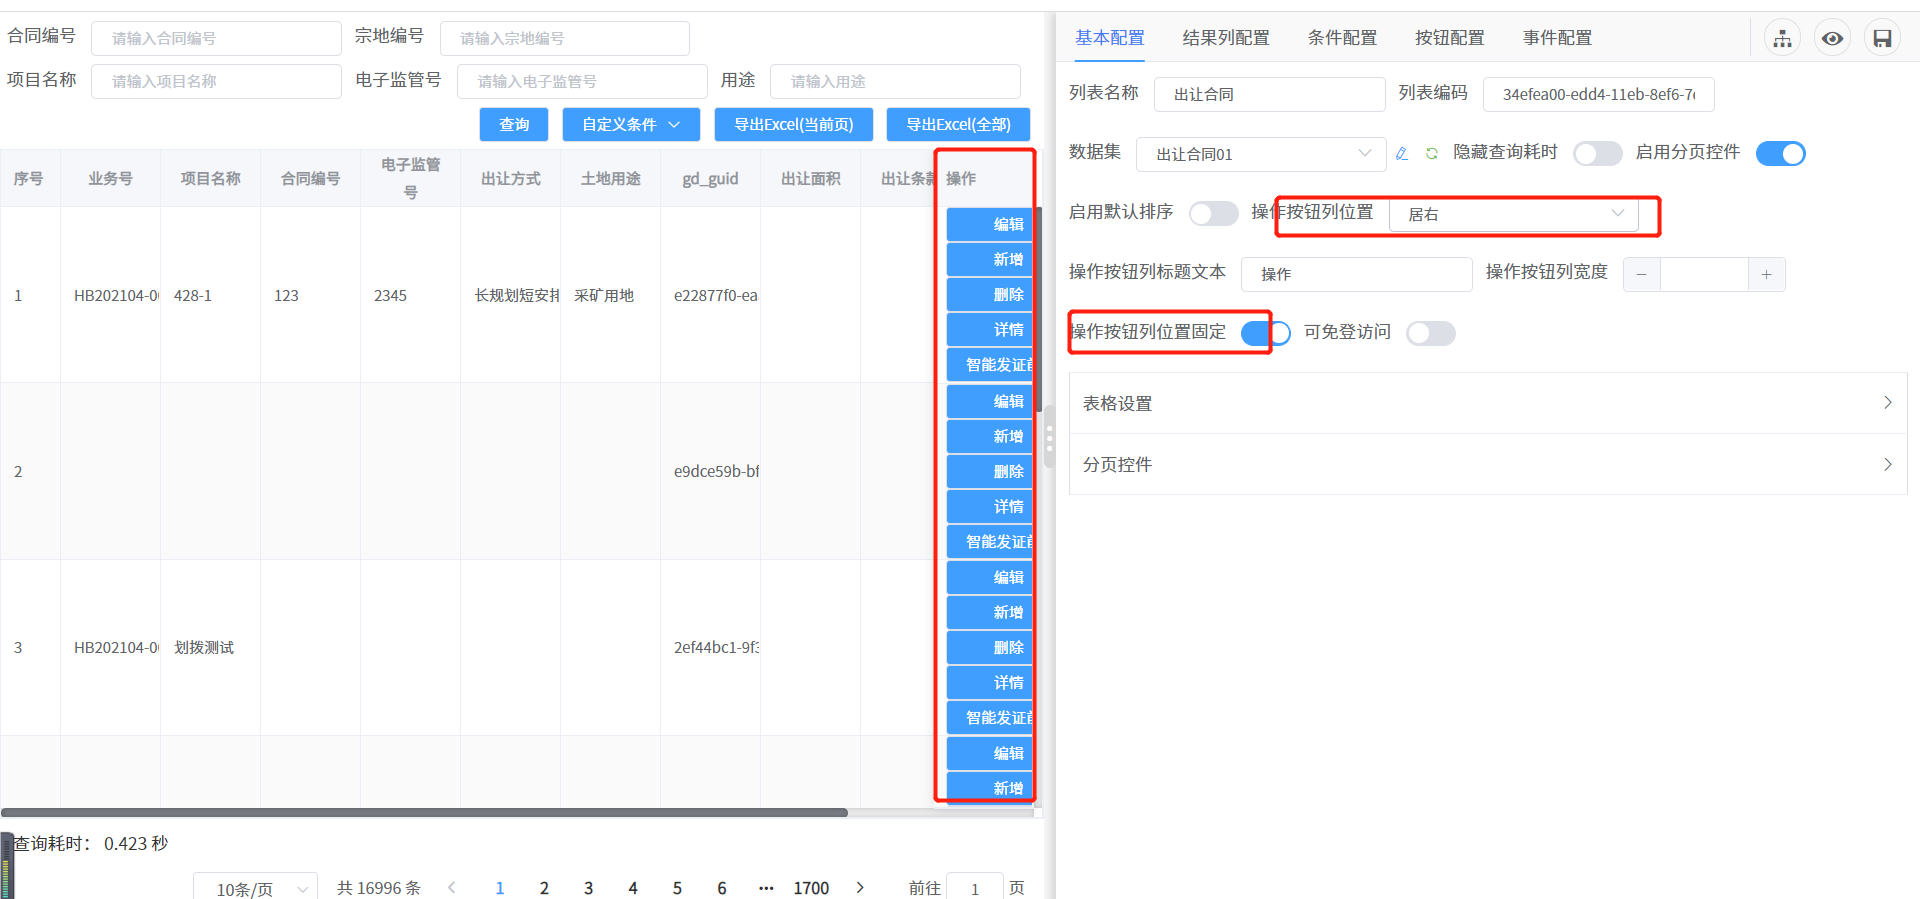 合同编号 请输入合同编号 宗地编号 请输入宗地编号
项目名称 请输入项目名称 电子监管号 请输入电子监管号 用途 请输入用途
查询 自定义条件 导出Excel(当前页) 导出Excel(全部)
序号 业务号 项目名称 合同编号 电子监管号 出让方式 土地用途 gd_guid 出让面积 出让条款 操作
1 HB202104-0 428-1 123 2345 长规划短安排 采矿用地 e22877f0-ea
编辑
新增
删除
详情
智能发证前
2 e9dce59b-bf
编辑
新增
删除
详情
智能发证前
3 HB202104-0 划拨测试 2ef44bc1-9f3
编辑
新增
删除
详情
智能发证前
编辑
新增
查询耗时： 0.423 秒
10条/页 共 16996 条 1 2 3 4 5 6 ••• 1700 前往 1 页
基本配置 结果列配置 条件配置 按钮配置 事件配置
列表名称 出让合同 列表编码 34efea00-edd4-11eb-8ef6-7
数据集 出让合同01 隐藏查询耗时 启用分页控件
启用默认排序 操作按钮列位置 居右
操作按钮列标题文本 操作 操作按钮列宽度 − +
操作按钮列位置固定 可免登访问
表格设置
分页控件